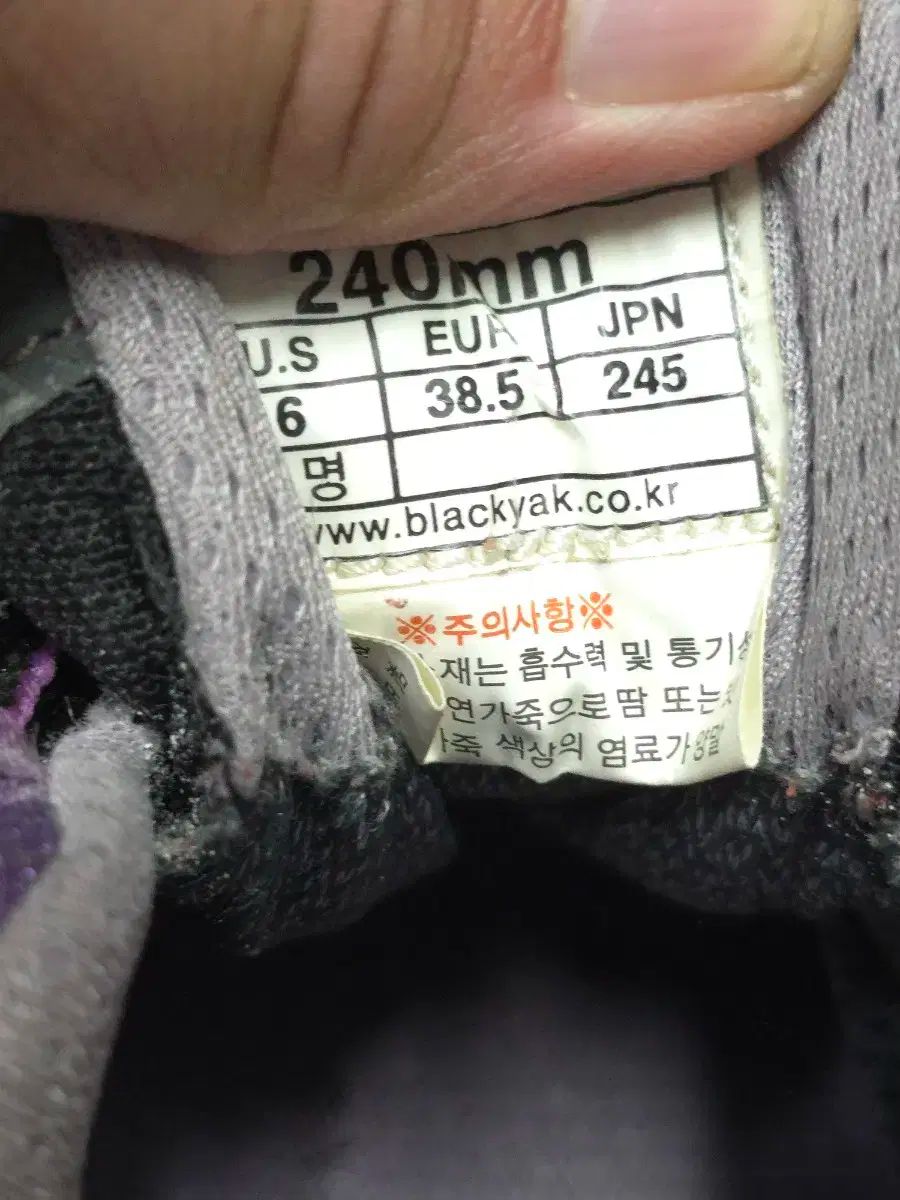 240mm
U.S EUR JPN
6 38.5 245
명
www.blackyak.co.kr
※주의사항※
재는 흡수력 및 통기성
연가죽으로 땀 또는
가죽 색상의 염료가